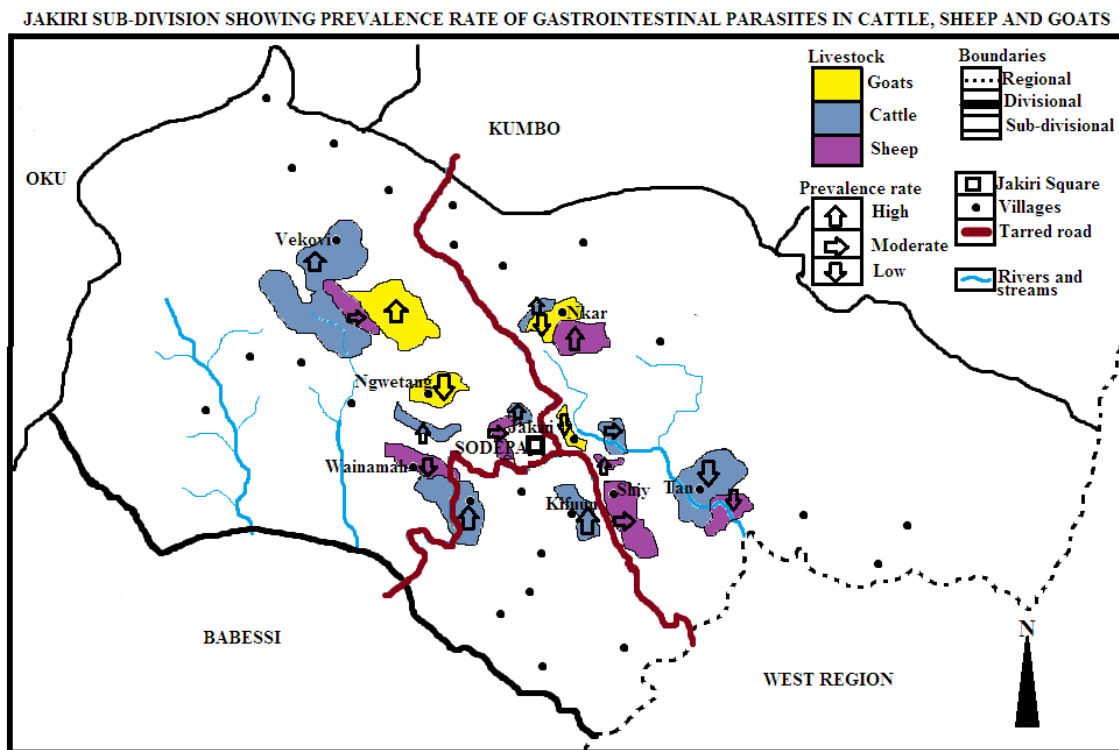 JAKIRI SUB-DIVISION SHOWING PREVALENCE RATE OF GASTROINTESTINAL PARASITES IN CATTLE, SHEEP AND GOATS
Livestock
Goats
Cattle
Sheep
Boundaries
Regional
Divisional
Sub-divisional
Prevalence rate
High
Moderate
Low
Jakiri Square
Villages
Tarred road
Rivers and
streams
KUMBO
OKU
Vekovi
Nkar
Ngwetang
Jakiri
SODEPA
Wainamah
Kifuun
Shiy
Tan
BABESSI
WEST REGION
N